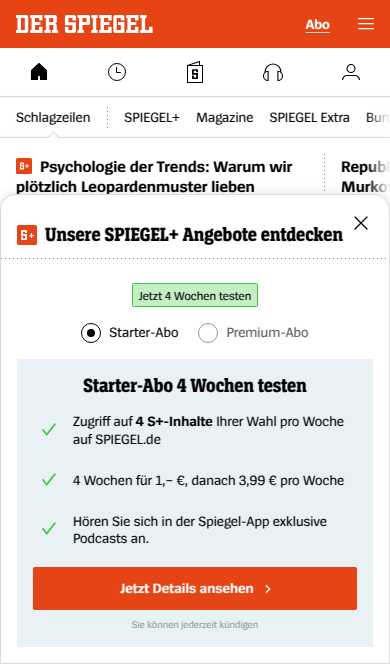 DER SPIEGEL
Abo
Schlagzeilen
SPIEGEL+
Magazine
SPIEGEL Extra
S+ Psychologie der Trends: Warum wir
plötzlich Leopardenmuster lieben
S+ Unsere SPIEGEL+ Angebote entdecken
Jetzt 4 Wochen testen
Starter-Abo
Premium-Abo
Starter-Abo 4 Wochen testen
Zugriff auf 4 S+-Inhalte Ihrer Wahl pro Woche
auf SPIEGEL.de
4 Wochen für 1,– €, danach 3,99 € pro Woche
Hören Sie sich in der Spiegel-App exklusive
Podcasts an.
Jetzt Details ansehen
Sie können jederzeit kündigen